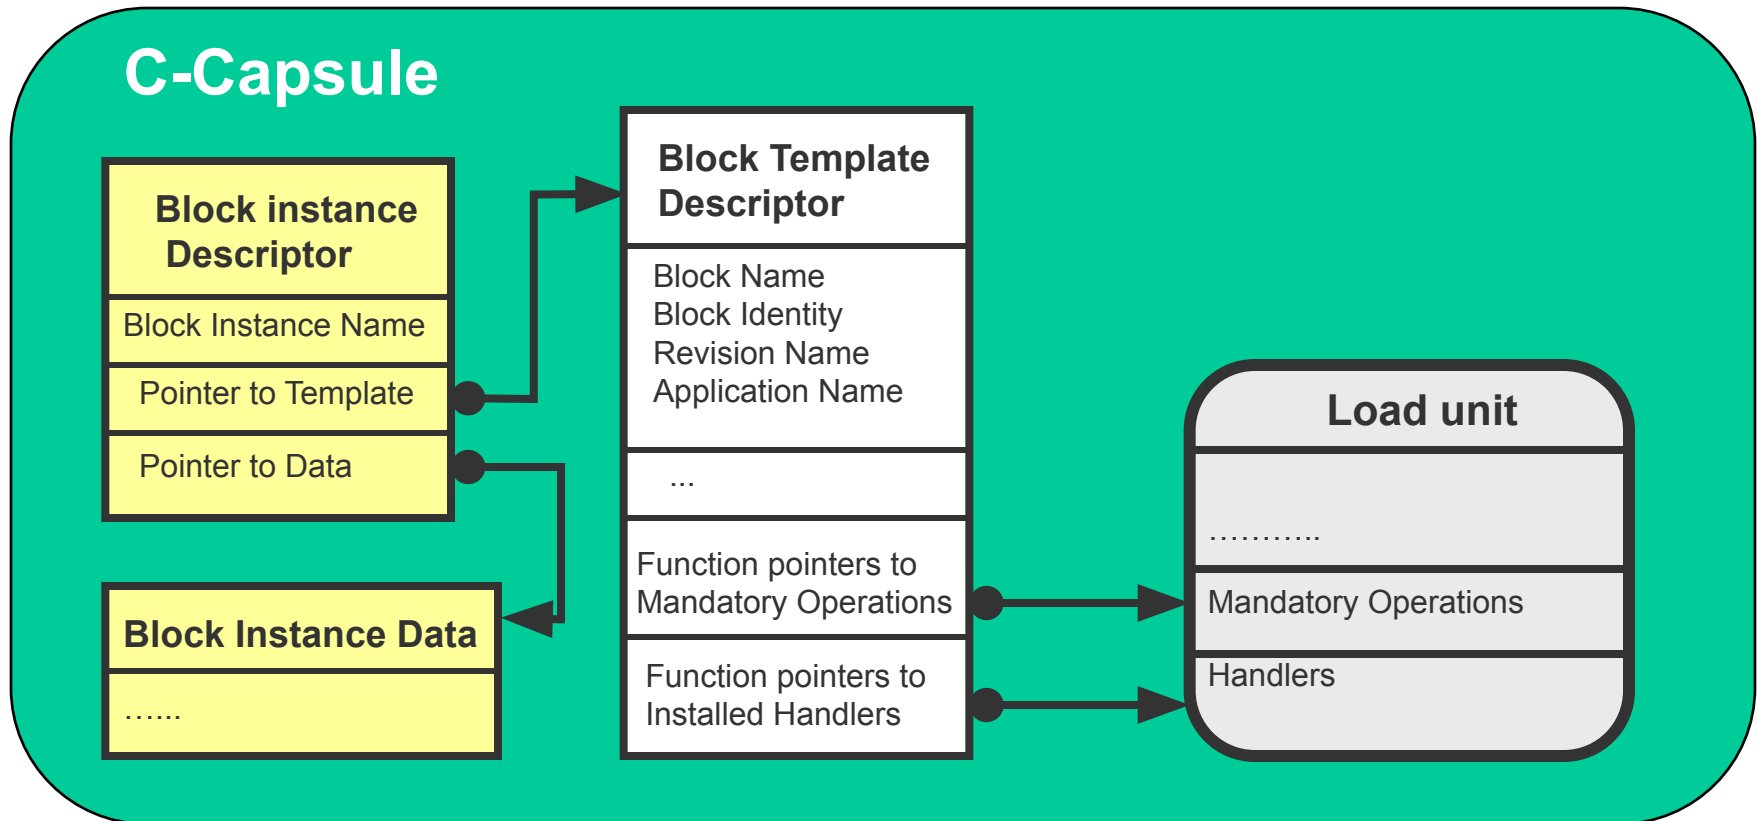 C-Capsule
Block instance
Descriptor
Block Instance Name
Pointer to Template
Pointer to Data
Block Instance Data
…...
Block Template
Descriptor
Block Name
Block Identity
Revision Name
Application Name
...
Function pointers to
Mandatory Operations
Function pointers to
Installed Handlers
Load unit
………..
Mandatory Operations
Handlers